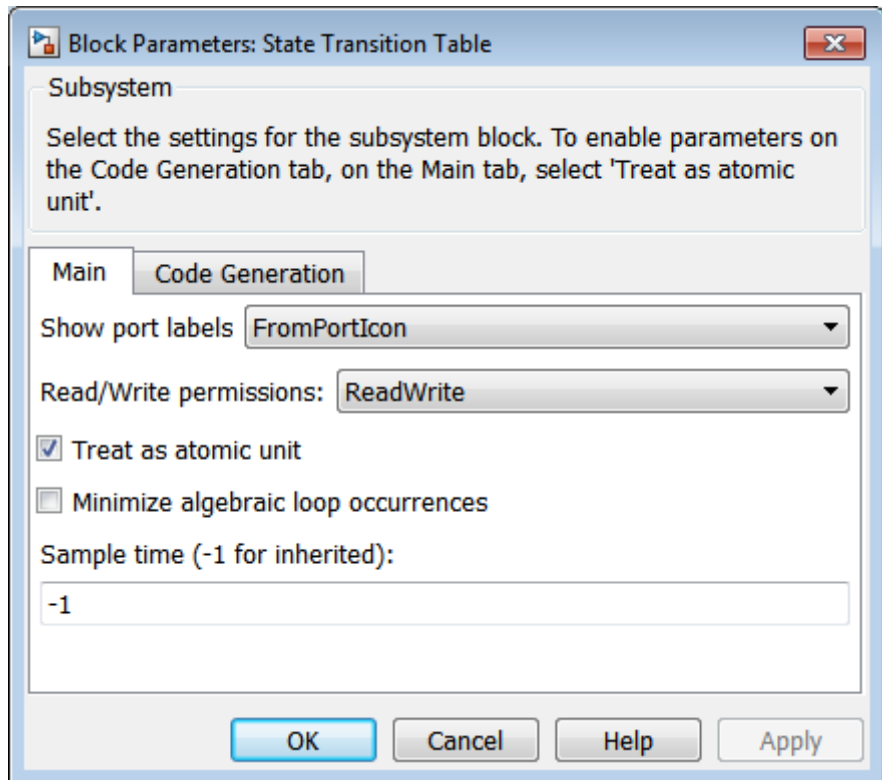 Block Parameters: State Transition Table
Subsystem
Select the settings for the subsystem block. To enable parameters on
the Code Generation tab, on the Main tab, select 'Treat as atomic
unit'.
Main Code Generation
Show port labels FromPortIcon
Read/Write permissions: ReadWrite
Treat as atomic unit
Minimize algebraic loop occurrences
Sample time (-1 for inherited):
-1
OK Cancel Help Apply